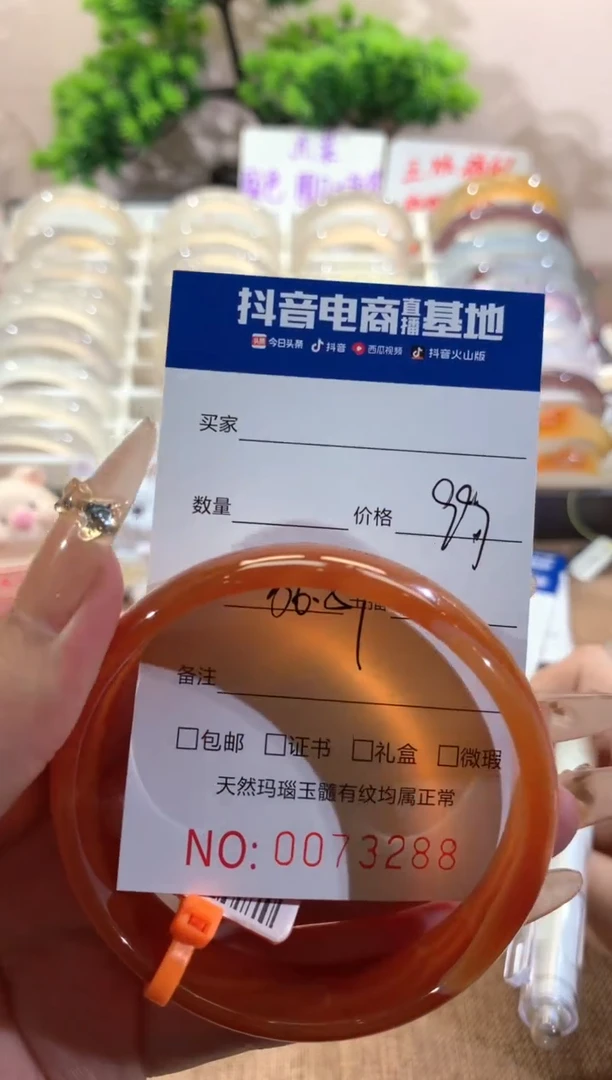 抖音电商直播基地
今日头条 抖音 西瓜视频 抖音火山版
买家
数量 价格 99
备注
□包邮 □证书 □礼盒 □微瑕
天然玛瑙玉髓有纹均属正常
NO: 0073288